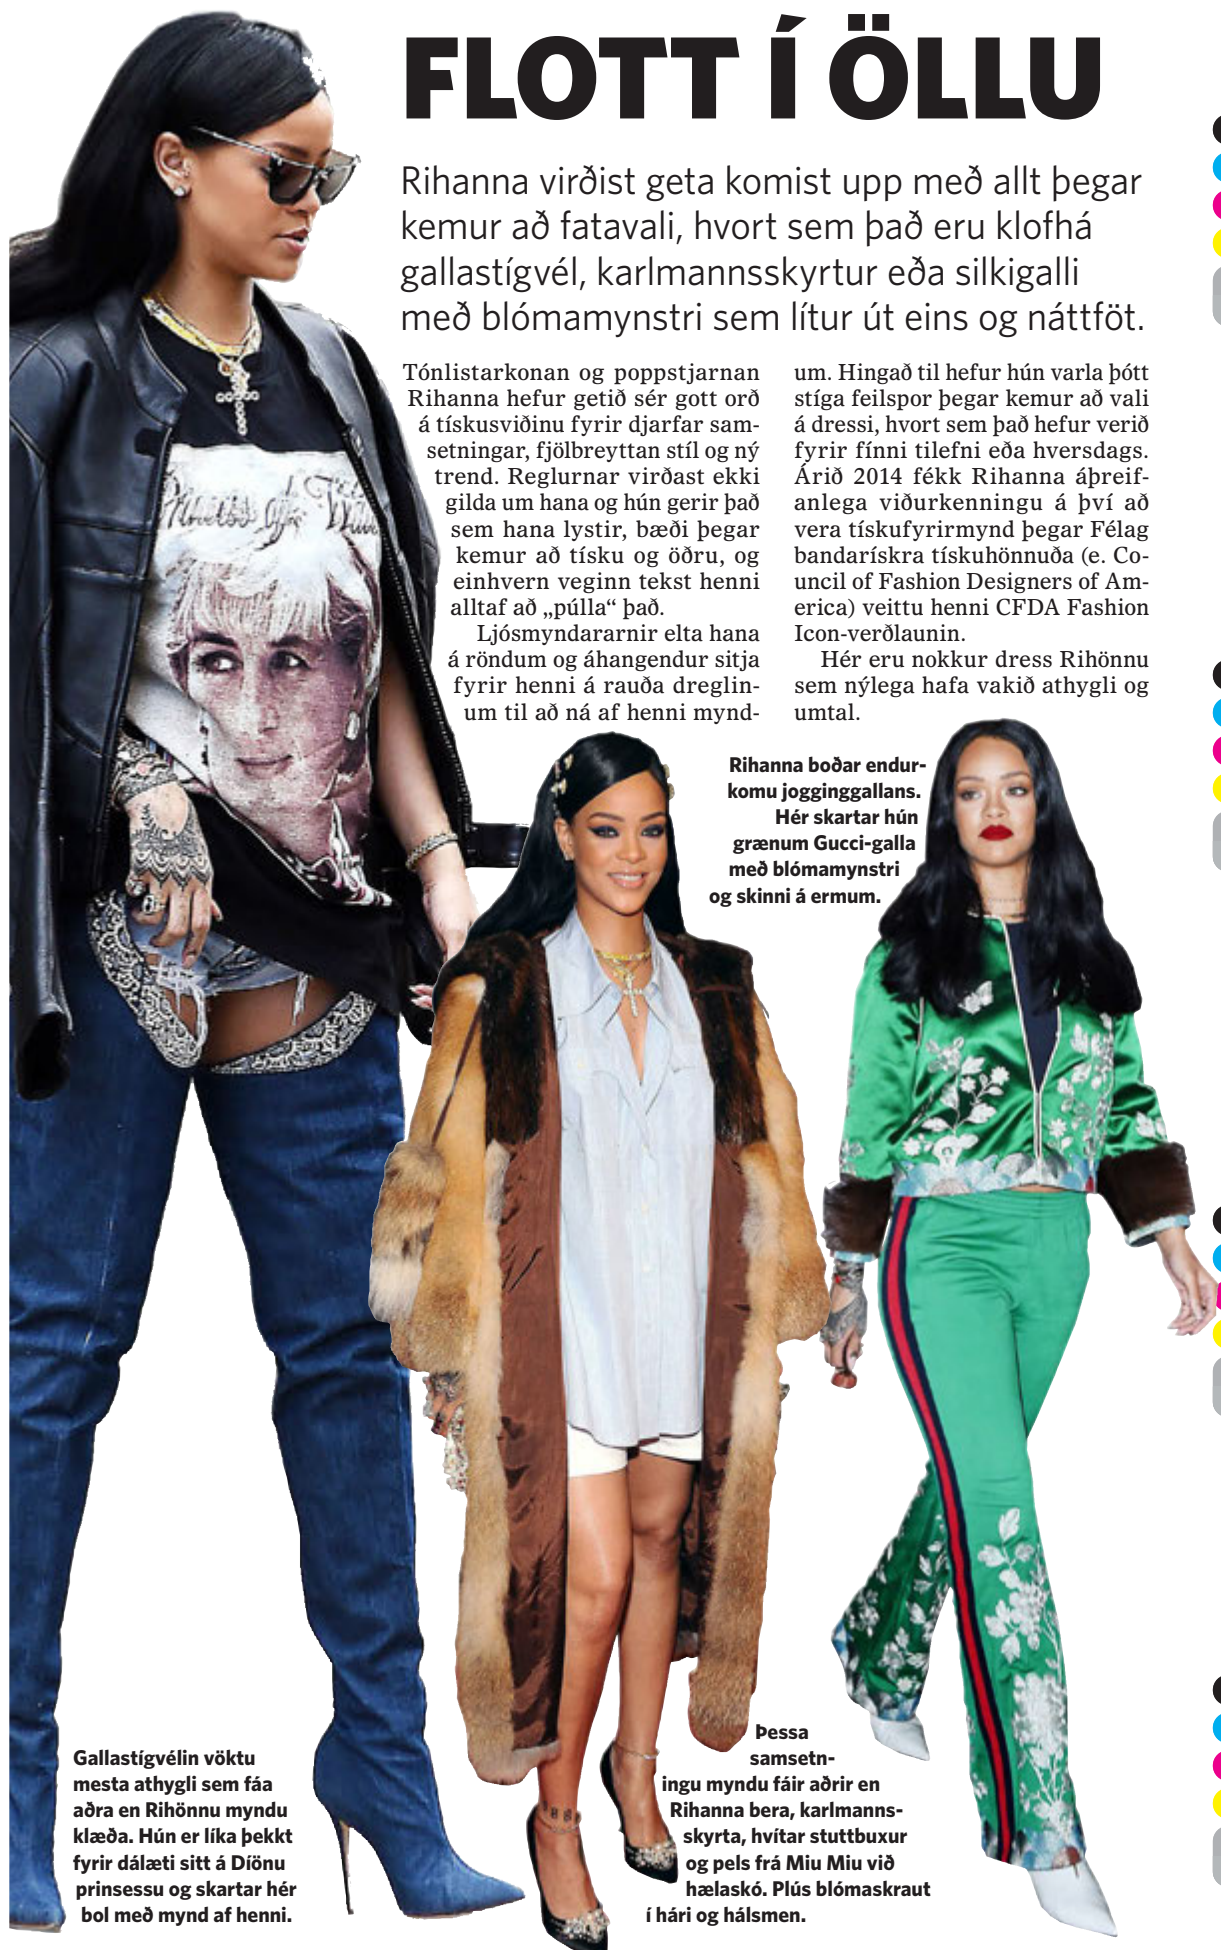 FLOTT Í ÖLLU
Rihanna virðist geta komist upp með allt þegar
kemur að fatavali, hvort sem það eru klofhá
gallastígvél, karlmannsskyrtur eða silkigalli
með blómamynstri sem lítur út eins og náttföt.
Tónlistarkonan og poppstjarnan
Rihanna hefur getið sér gott orð
á tískusviðinu fyrir djarfar sam-
setningar, fjölbreyttan stíl og ný
trend. Reglurnar virðast ekki
gilda um hana og hún gerir það
sem hana lystir, bæði þegar
kemur að tísku og öðru, og
einhvern veginn tekst henni
alltaf að „púlla“ það.
Ljósmyndararnir elta hana
á röndum og áhangendur sitja
fyrir henni á rauða dreglin-
um til að ná af henni mynd-
um. Hingað til hefur hún varla þótt
stíga feilspor þegar kemur að vali
á dressi, hvort sem það hefur verið
fyrir fínni tilefni eða hversdags.
Árið 2014 fékk Rihanna áþreif-
anlega viðurkenningu á því að
vera tískufyrirmynd þegar Félag
bandarískra tískuhönnuða (e. Co-
uncil of Fashion Designers of Am-
erica) veittu henni CFDA Fashion
Icon-verðlaunin.
Hér eru nokkur dress Rihönnu
sem nýlega hafa vakið athygli og
umtal.
Rihanna boðar endur-
komu jogginggallans.
Hér skartar hún
grænum Gucci-galla
með blómamynstri
og skinni á ermum.
Gallastígvélin vöktu
mesta athygli sem fáa
aðra en Rihönnu myndu
klæða. Hún er líka þekkt
fyrir dálæti sitt á Díönu
prinsessu og skartar hér
bol með mynd af henni.
Þessa
samsetn-
ingu myndu fáir aðrir en
Rihanna bera, karlmanns-
skyrta, hvítar stuttbuxur
og pels frá Miu Miu við
hælaskó. Plús blómaskraut
í hári og hálsmen.